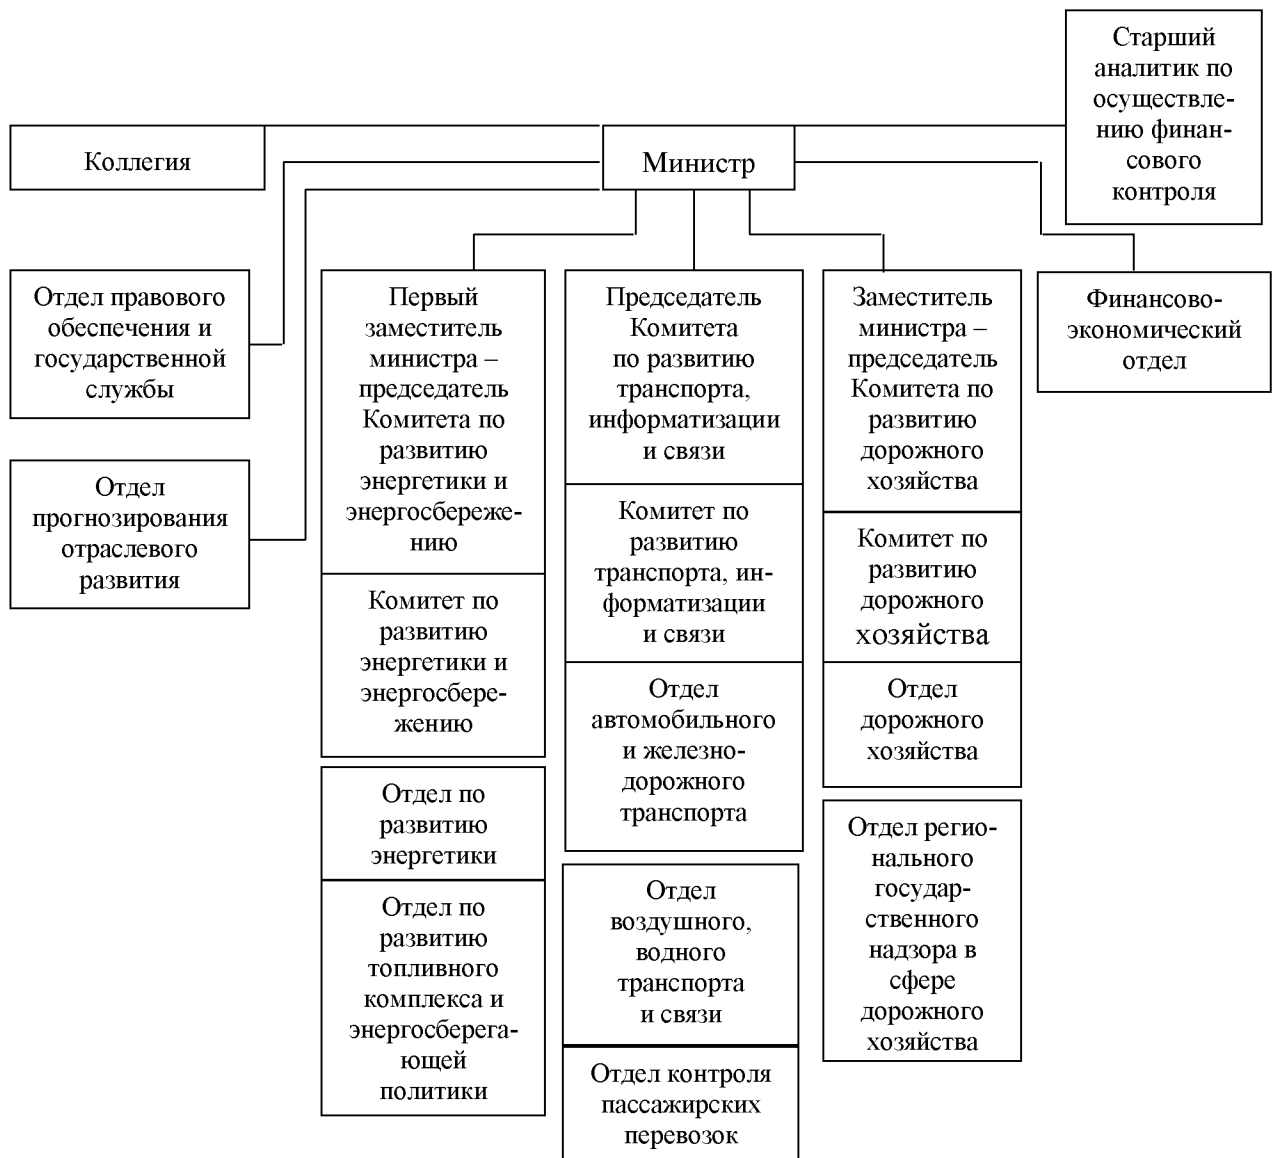 Старший
аналитик по
осуществле-
нию финан-
сового
контроля
Коллегия
Министр
Отдел правового
обеспечения и
государственной
службы
Отдел
прогнозирования
отраслевого
развития
Первый
заместитель
министра –
председатель
Комитета по
развитию
энергетики и
энергосбереже-
нию
Комитет по
развитию
энергетики и
энергосбере-
жению
Отдел по
развитию
энергетики
Отдел по
развитию
топливного
комплекса и
энергосберега-
ющей
политики
Председатель
Комитета
по развитию
транспорта,
информатизации
и связи
Комитет по
развитию
транспорта, ин-
форматизации
и связи
Отдел
автомобильного
и железно-
дорожного
транспорта
Отдел
воздушного,
водного
транспорта
и связи
Отдел контроля
пассажирских
перевозок
Заместитель
министра –
председатель
Комитета по
развитию
дорожного
хозяйства
Комитет по
развитию
дорожного
хозяйства
Отдел
дорожного
хозяйства
Отдел регио-
нального
государ-
ственного
надзора в
сфере
дорожного
хозяйства
Финансово-
экономический
отдел